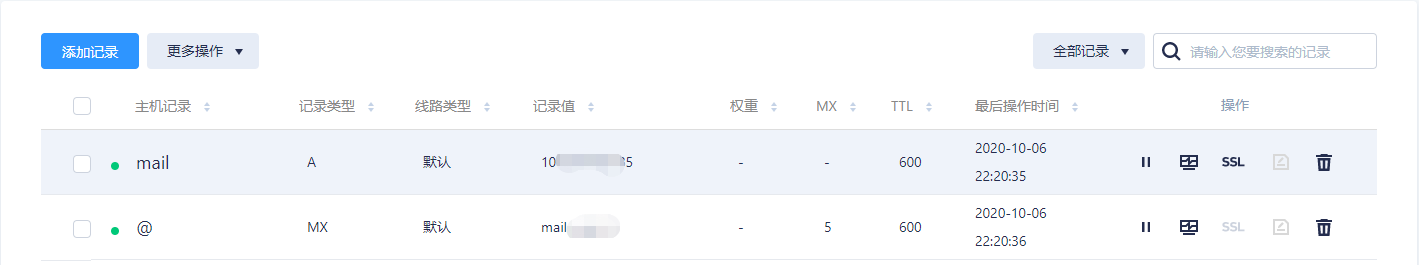 添加记录 更多操作 全部记录 请输入您要搜索的记录
主机记录 记录类型 线路类型 记录值 权重 MX TTL 最后操作时间 操作
mail A 默认 10 35 - - 600 2020-10-06 22:20:35 SSL
@ MX 默认 mail - 5 600 2020-10-06 22:20:36 SSL